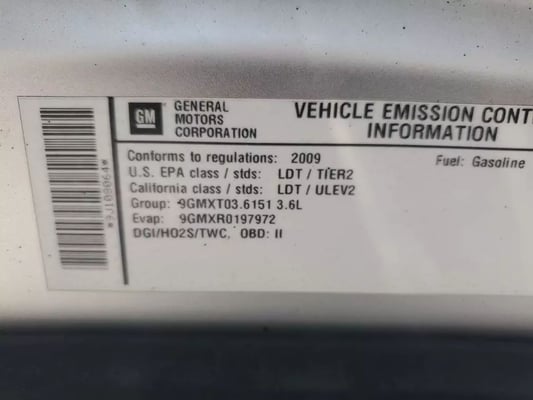 *9J109064*
GM
GENERAL
MOTORS
CORPORATION
VEHICLE EMISSION CONT
INFORMATION
Conforms to regulations: 2009
Fuel: Gasoline
U.S. EPA class / stds: LDT / TIER2
California class / stds: LDT / ULEV2
Group: 9GMXT03.6151 3.6L
Evap: 9GMXR0197972
DGI/HO2S/TWC, OBD: II